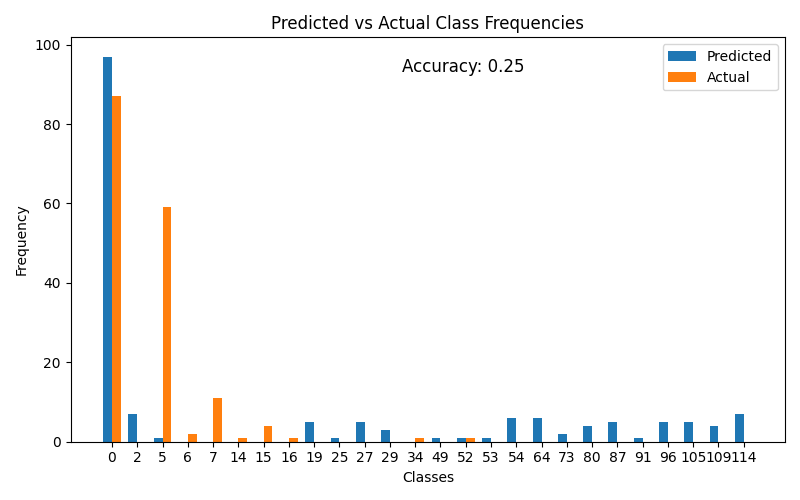 Predicted vs Actual Class Frequencies
100
Accuracy: 0.25
Predicted
Actual
80
60
40
20
0
Frequency
0 2 5 6 7 14 15 16 19 25 27 29 34 49 52 53 54 64 73 80 87 91 96 105 109 114
Classes